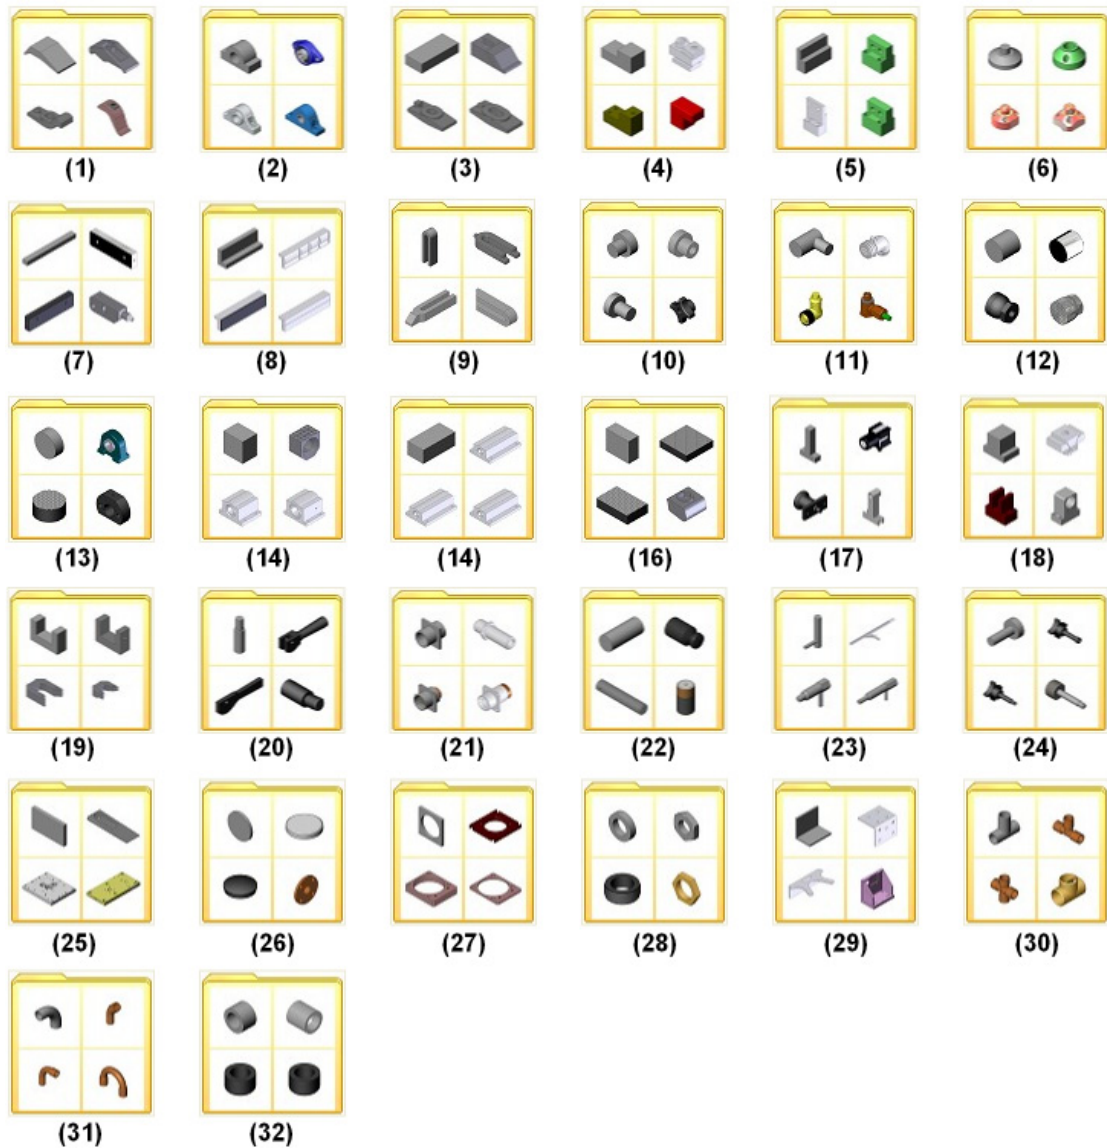 (1) (2) (3) (4) (5) (6)
(7) (8) (9) (10) (11) (12)
(13) (14) (14) (16) (17) (18)
(19) (20) (21) (22) (23) (24)
(25) (26) (27) (28) (29) (30)
(31) (32)